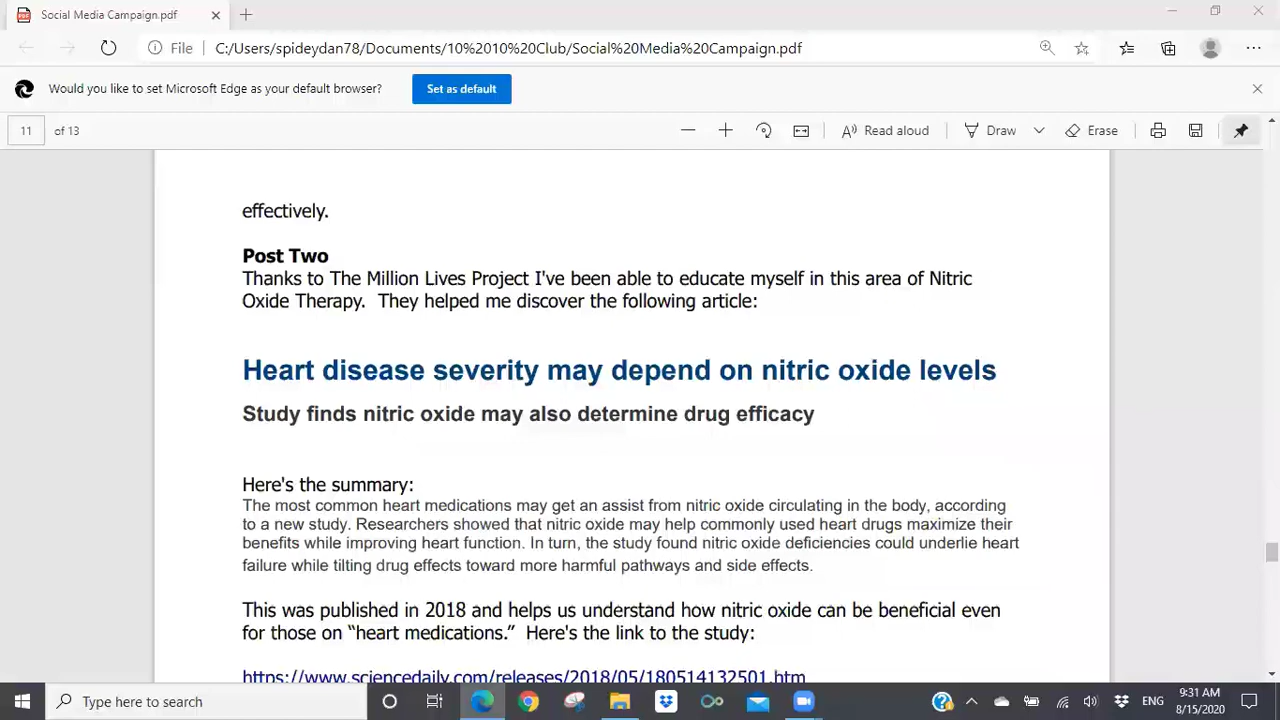 Social Media Campaign.pdf
File
C:/Users/spideydan78/Documents/10%2010%20Club/Social%20Media%20Campaign.pdf
Would you like to set Microsoft Edge as your default browser?
Set as default
11 of 13
Read aloud
Draw
Erase
effectively.
Post Two
Thanks to The Million Lives Project I've been able to educate myself in this area of Nitric
Oxide Therapy. They helped me discover the following article:
Heart disease severity may depend on nitric oxide levels
Study finds nitric oxide may also determine drug efficacy
Here's the summary:
The most common heart medications may get an assist from nitric oxide circulating in the body, according
to a new study. Researchers showed that nitric oxide may help commonly used heart drugs maximize their
benefits while improving heart function. In turn, the study found nitric oxide deficiencies could underlie heart
failure while tilting drug effects toward more harmful pathways and side effects.
This was published in 2018 and helps us understand how nitric oxide can be beneficial even
for those on “heart medications.” Here's the link to the study:
https://www.sciencedaily.com/releases/2018/05/180514132501.htm
Type here to search
ENG
9:31 AM
8/15/2020